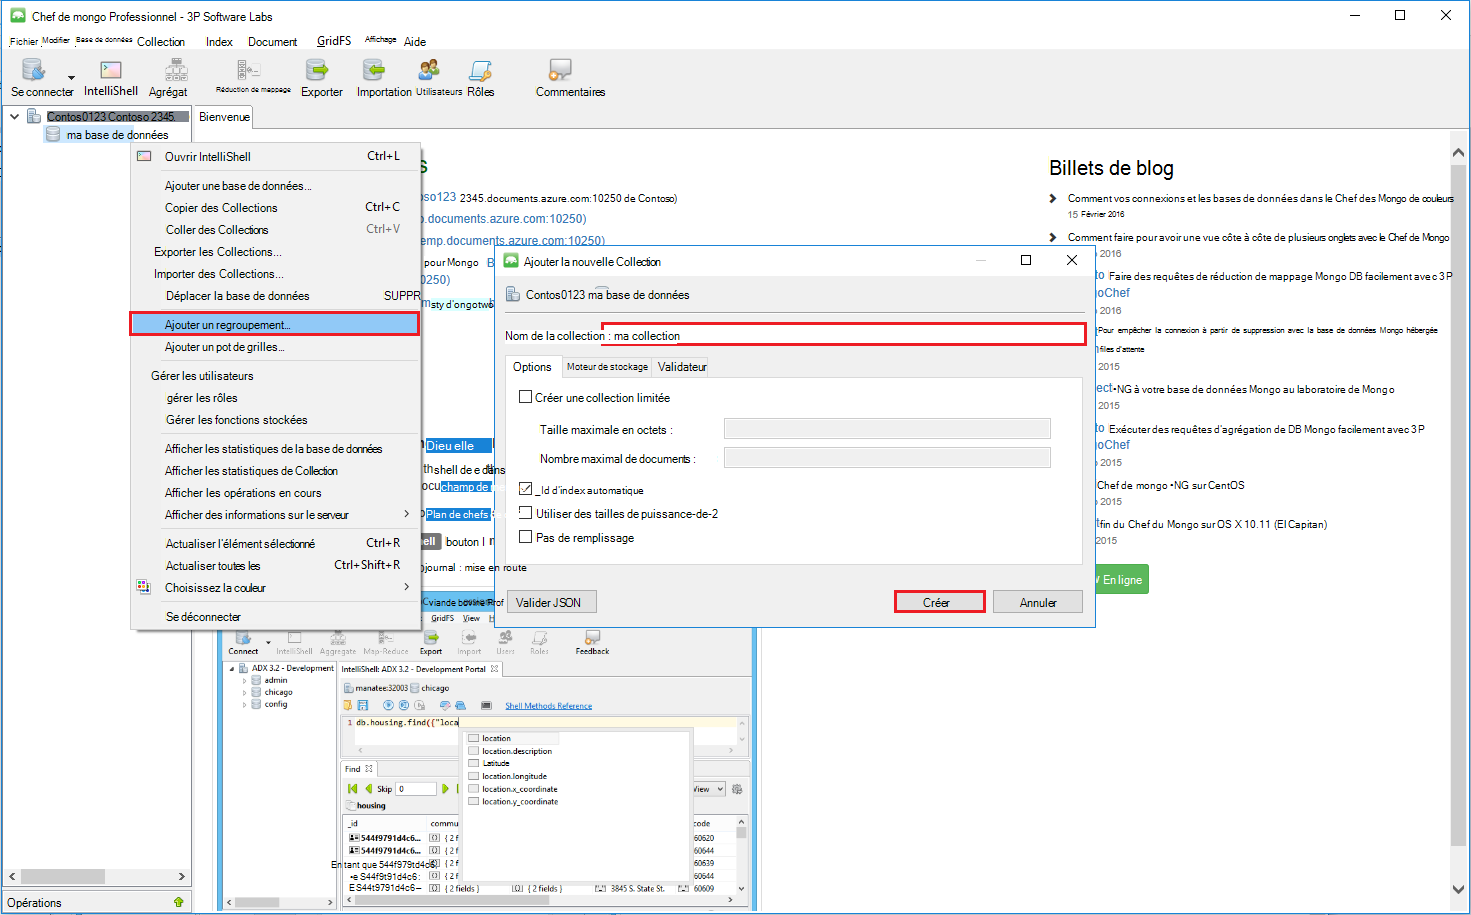 Chef de mongo Professionnel - 3P Software Labs
Fichier Modifier Base de données Collection Index Document GridFS Affichage Aide
Se connecter IntelliShell Agrégat Réduction de mappage Exporter Importation Utilisateurs Rôles Commentaires
Contos0123 Contoso 2345.
ma base de données
Bienvenue
Ouvrir IntelliShell Ctrl+L
Ajouter une base de données...
Copier des Collections Ctrl+C
Coller des Collections Ctrl+V
Exporter les Collections...
Importer des Collections...
Déplacer la base de données SUPPR
Ajouter un regroupement...
Ajouter un pot de grilles...
Gérer les utilisateurs
gérer les rôles
Gérer les fonctions stockées
Afficher les statistiques de la base de données
Afficher les statistiques de Collection
Afficher les opérations en cours
Afficher des informations sur le serveur
Actualiser l'élément sélectionné Ctrl+R
Actualiser toutes les Ctrl+Shift+R
Choisissez la couleur
Se déconnecter
s
oso123 2345.documents.azure.com:10250 de Contoso)
o.documents.azure.com:10250)
emp.documents.azure.com:10250)
pour Mongo B
0250)
msty d'ongotwo
Dieu elle
th shell de e dans
ocu champ de
Plan de chefs
ell bouton I
journal : mise en route
Ajouter la nouvelle Collection
Contos0123 ma base de données
Nom de la collection : ma collection
Options Moteur de stockage Validateur
Créer une collection limitée
Taille maximale en octets :
Nombre maximal de documents :
_Id d'index automatique
Utiliser des tailles de puissance-de-2
Pas de remplissage
Valider JSON Créer Annuler
Billets de blog
Comment vos connexions et les bases de données dans le Chef des Mongo de couleurs
15 Février 2016
Comment faire pour avoir une vue côte à côte de plusieurs onglets avec le Chef de Mongo
2016
to Faire des requêtes de réduction de mappage Mongo DB facilement avec 3 P
goChef
2016
Pour empêcher la connexion à partir de suppression avec la base de données Mongo hébergée
files d'attente
2015
ect•NG à votre base de données Mongo au laboratoire de Mongo
2015
to Exécuter des requêtes d'agrégation de DB Mongo facilement avec 3 P
goChef
2015
Chef de mongo •NG sur CentOS
2015
fin du Chef du Mongo sur OS X 10.11 (El Capitan)
2015
En ligne
viande bovine Prof
GridFS View H
Connect IntelliShell Aggregate Map-Reduce Export Import Users Roles Feedback
ADX 3.2 - Development
admin
chicago
config
IntelliShell: ADX 3.2 - Development Portal
manatee:32003 chicago
Shell Methods Reference
1 db.housing.find({"loca
location
location.description
Latitude
location.longitude
location.x_coordinate
location.y_coordinate
Find
Skip 0
View
housing
_id commu code
544f9791d4c6... { 2 f 60620
544f9791d4c6... { 2 f 60644
En tant que 544f979td4c6 { 2 f 60639
•e S44f9t91d4c6: { 2 f 60644
ES44t9791d4c6— { 2 fields } { 2 fields } 3845 S. State St. 60609
Opérations